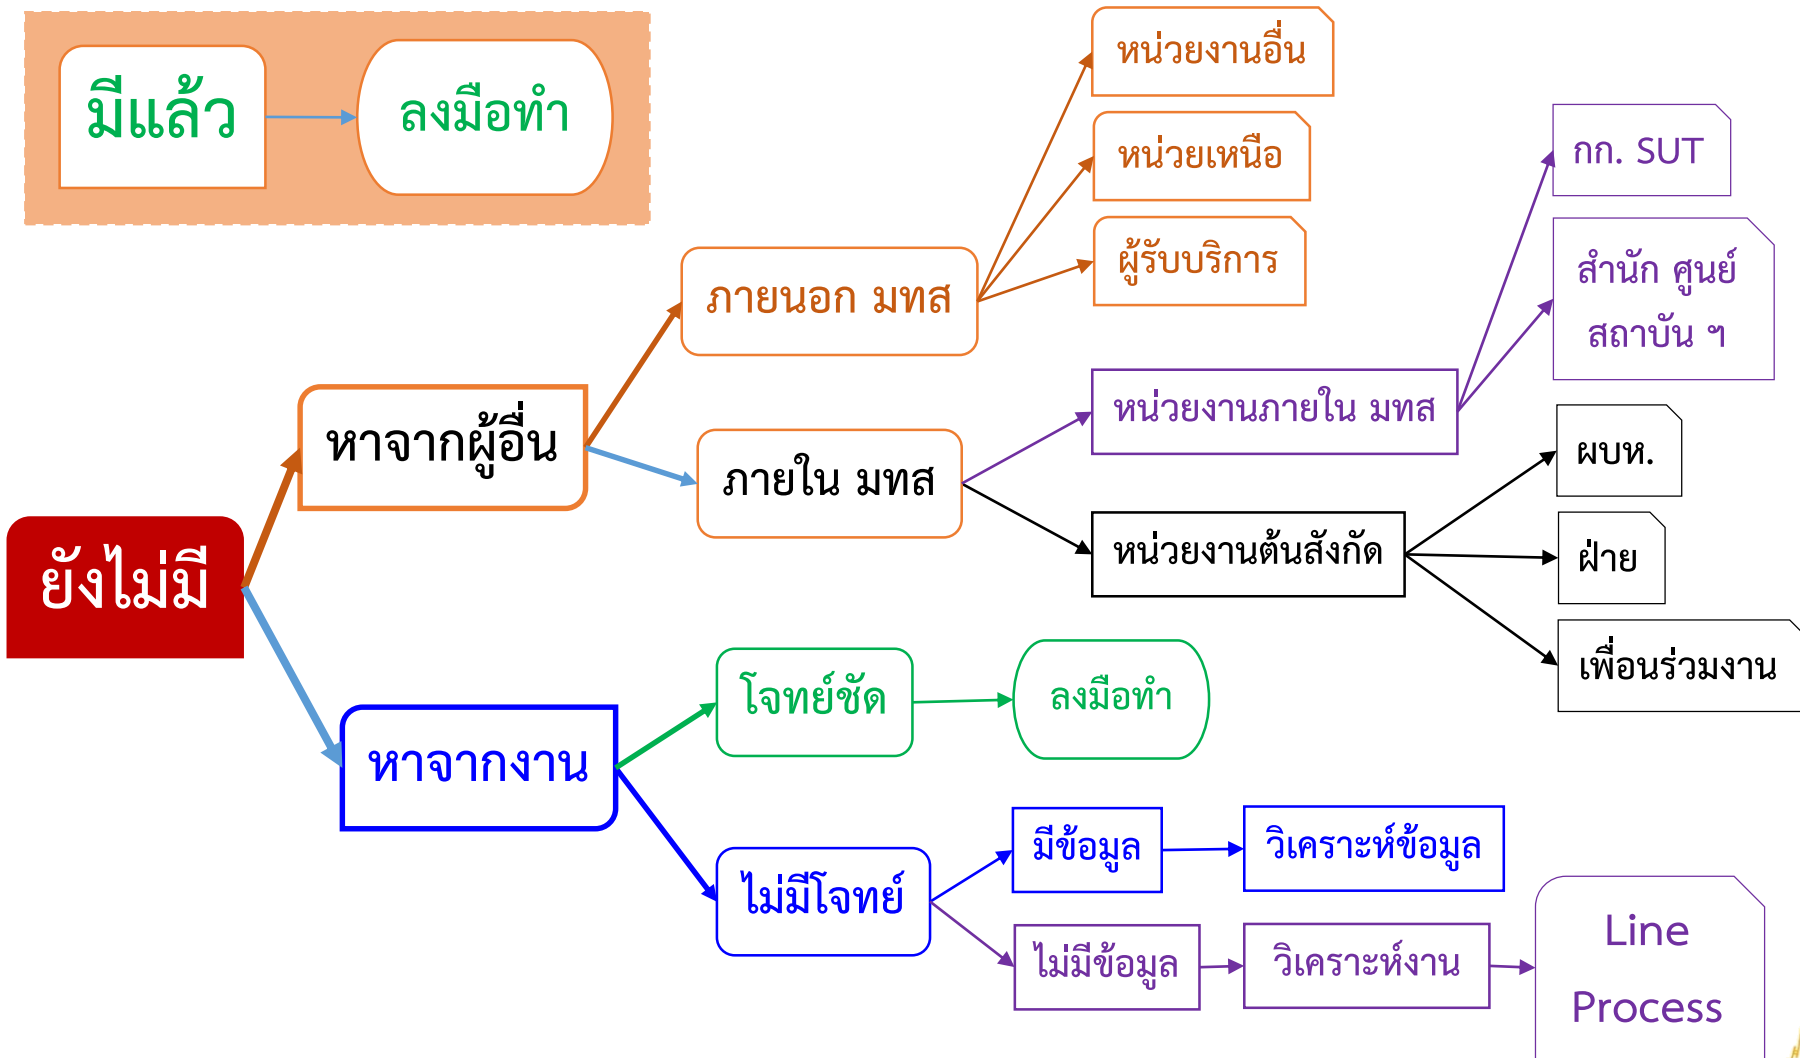 มีแล้ว
ลงมือทำ
หน่วยงานอื่น
หน่วยเหนือ
ผู้รับบริการ
ภายนอก มทส
กก. SUT
สำนัก ศูนย์
สถาบัน ฯ
หาจากผู้อื่น
ภายใน มทส
หน่วยงานภายใน มทส
หน่วยงานต้นสังกัด
ผบห.
ฝ่าย
เพื่อนร่วมงาน
ยังไม่มี
หาจากงาน
โจทย์ชัด
ลงมือทำ
ไม่มีโจทย์
มีข้อมูล
วิเคราะห์ข้อมูล
ไม่มีข้อมูล
วิเคราะห์งาน
Line
Process